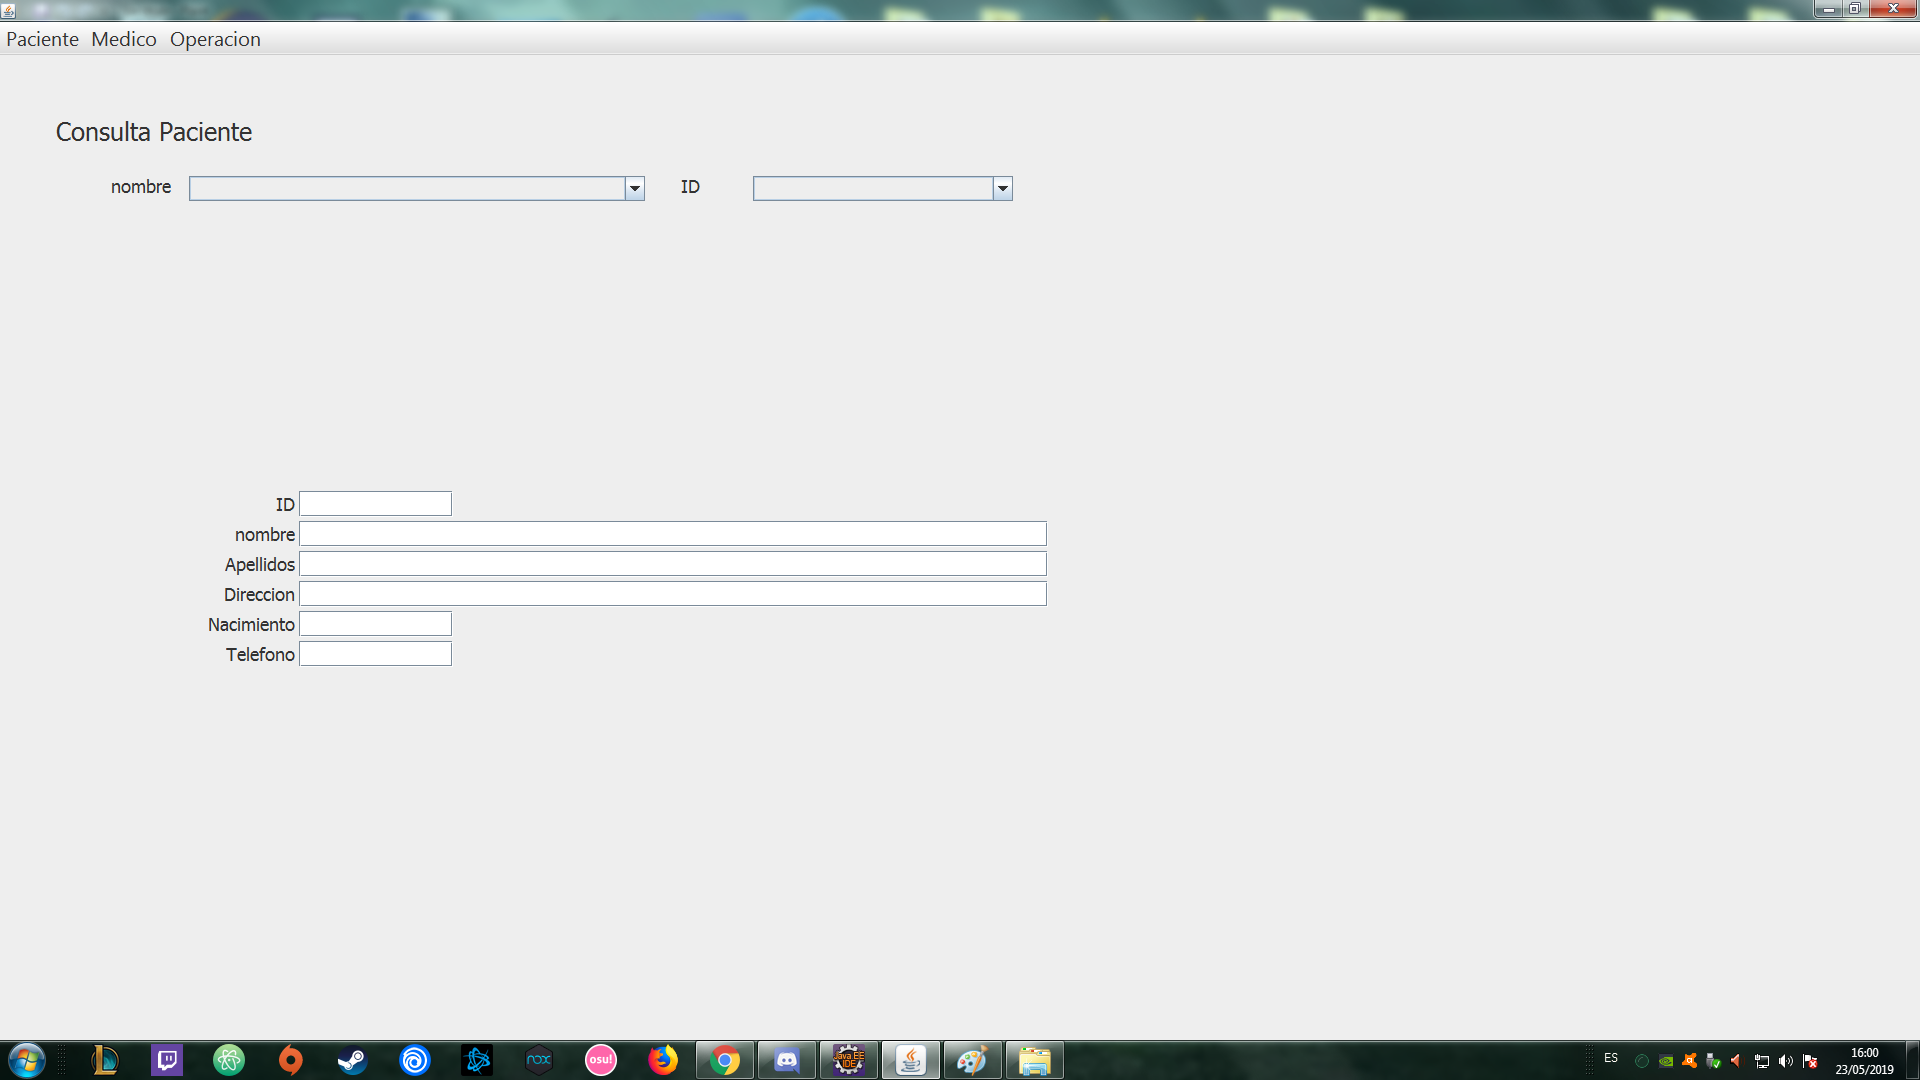 Paciente Medico Operacion
Consulta Paciente
nombre ID
ID
nombre
Apellidos
Direccion
Nacimiento
Telefono
nox
osu!
Java EE
IDE
ES
16:00
23/05/2019